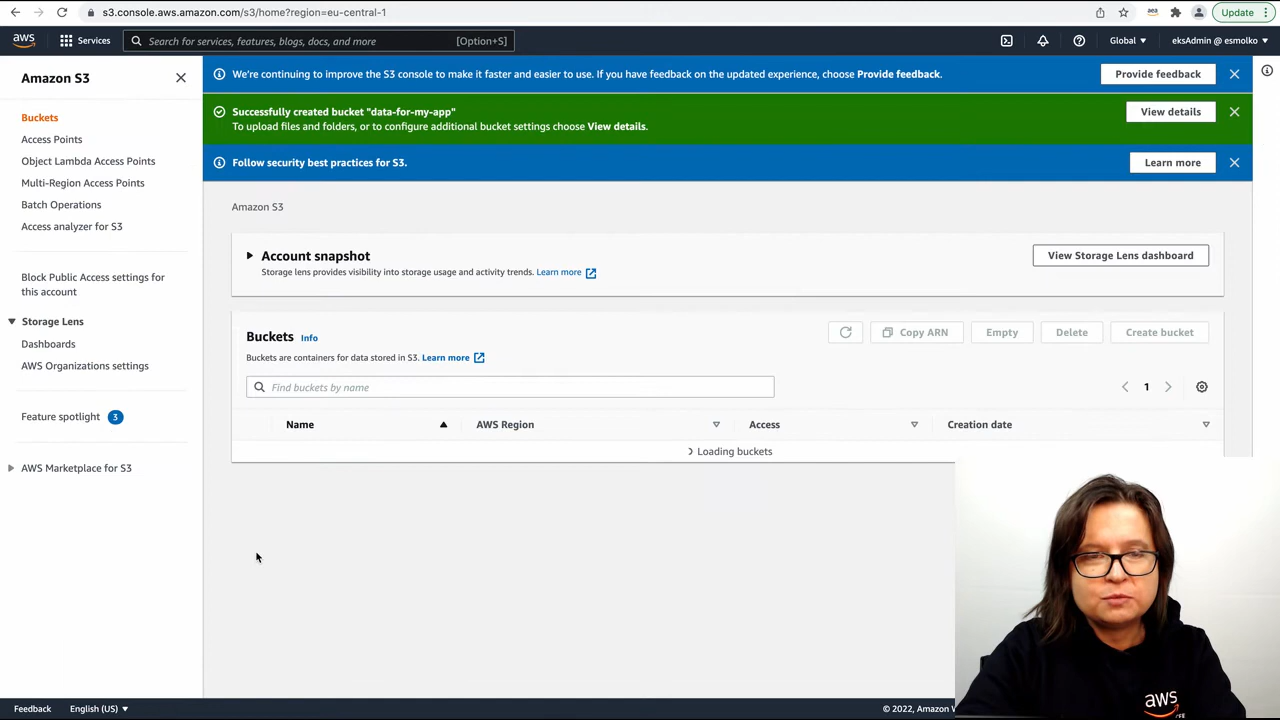 s3.console.aws.amazon.com/s3/home?region=eu-central-1
aea
Update
aws
Services
Search for services, features, blogs, docs, and more
[Option+S]
Global
eksAdmin @ esmolko
Amazon S3
Buckets
Access Points
Object Lambda Access Points
Multi-Region Access Points
Batch Operations
Access analyzer for S3
Block Public Access settings for
this account
Storage Lens
Dashboards
AWS Organizations settings
Feature spotlight 3
AWS Marketplace for S3
We're continuing to improve the S3 console to make it faster and easier to use. If you have feedback on the updated experience, choose Provide feedback.
Provide feedback
Successfully created bucket "data-for-my-app"
To upload files and folders, or to configure additional bucket settings choose View details.
View details
Follow security best practices for S3.
Learn more
Amazon S3
Account snapshot
Storage lens provides visibility into storage usage and activity trends. Learn more
View Storage Lens dashboard
Buckets Info
Buckets are containers for data stored in S3. Learn more
Copy ARN
Empty
Delete
Create bucket
Find buckets by name
1
Name
AWS Region
Access
Creation date
Loading buckets
aws
Feedback
English (US)
© 2022, Amazon